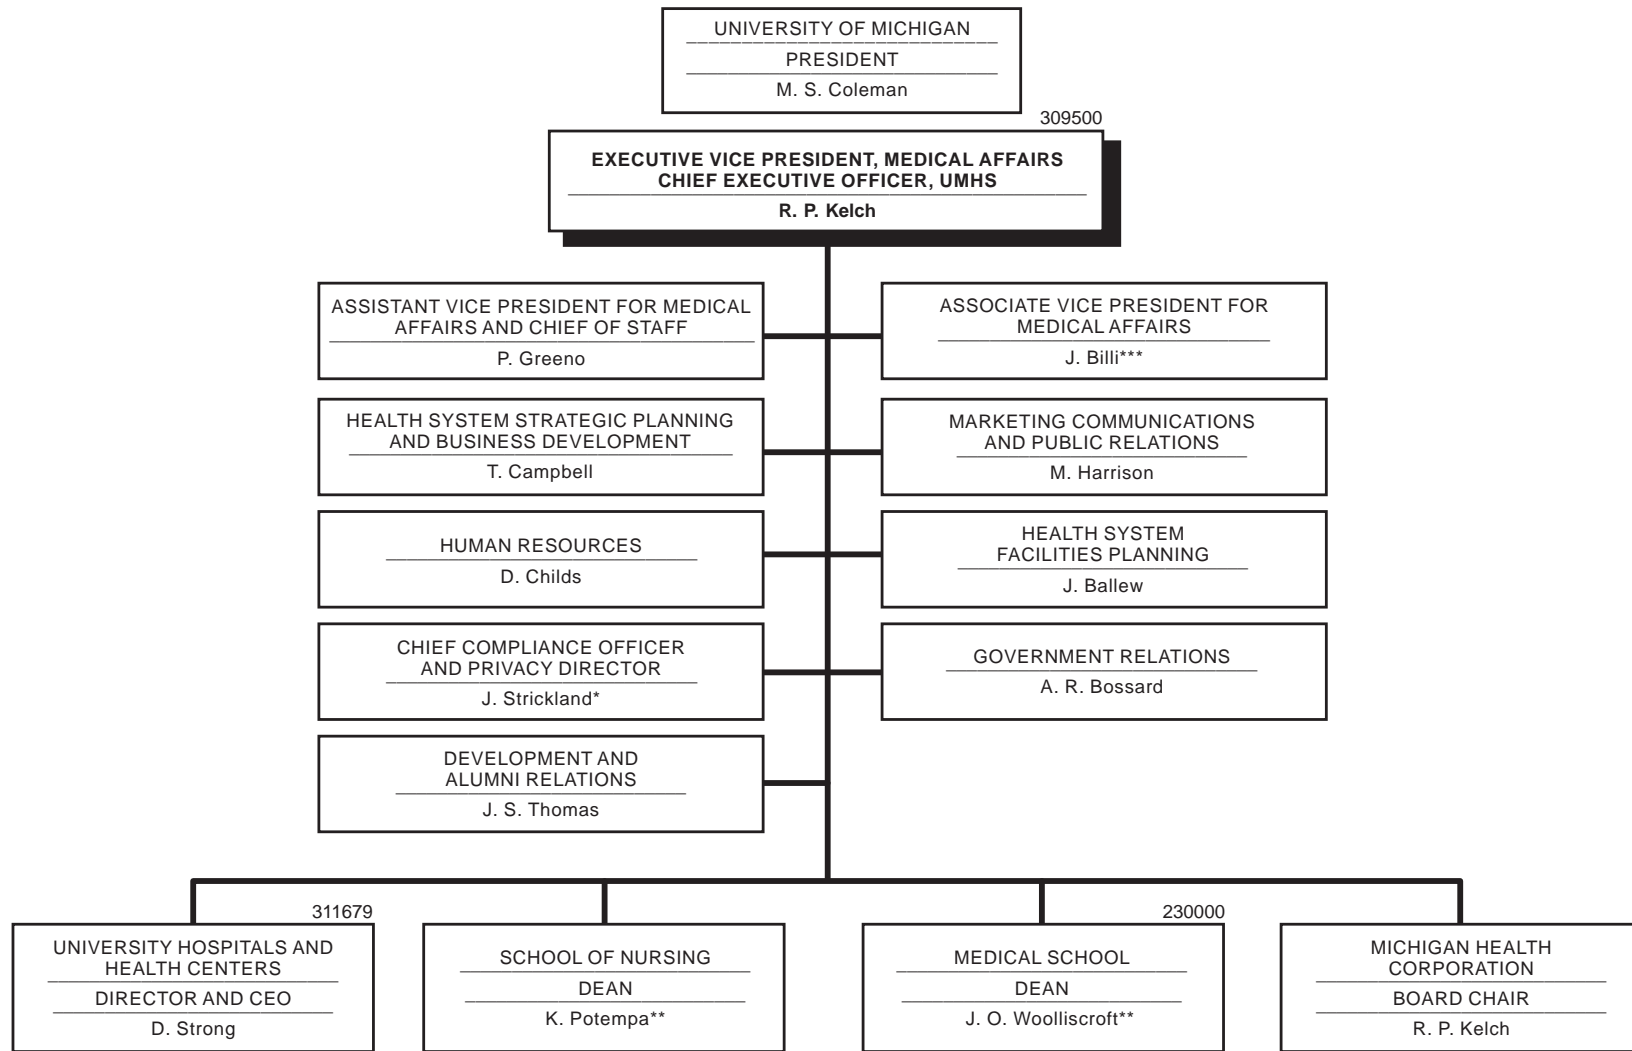 UNIVERSITY OF MICHIGAN
PRESIDENT
M. S. Coleman
309500
EXECUTIVE VICE PRESIDENT, MEDICAL AFFAIRS
CHIEF EXECUTIVE OFFICER, UMHS
R. P. Kelch
ASSISTANT VICE PRESIDENT FOR MEDICAL
AFFAIRS AND CHIEF OF STAFF
P. Greeno
ASSOCIATE VICE PRESIDENT FOR
MEDICAL AFFAIRS
J. Billi***
HEALTH SYSTEM STRATEGIC PLANNING
AND BUSINESS DEVELOPMENT
T. Campbell
MARKETING COMMUNICATIONS
AND PUBLIC RELATIONS
M. Harrison
HUMAN RESOURCES
D. Childs
HEALTH SYSTEM
FACILITIES PLANNING
J. Ballew
CHIEF COMPLIANCE OFFICER
AND PRIVACY DIRECTOR
J. Strickland*
GOVERNMENT RELATIONS
A. R. Bossard
DEVELOPMENT AND
ALUMNI RELATIONS
J. S. Thomas
311679
UNIVERSITY HOSPITALS AND
HEALTH CENTERS
DIRECTOR AND CEO
D. Strong
SCHOOL OF NURSING
DEAN
K. Potempa**
230000
MEDICAL SCHOOL
DEAN
J. O. Woolliscroft**
MICHIGAN HEALTH
CORPORATION
BOARD CHAIR
R. P. Kelch